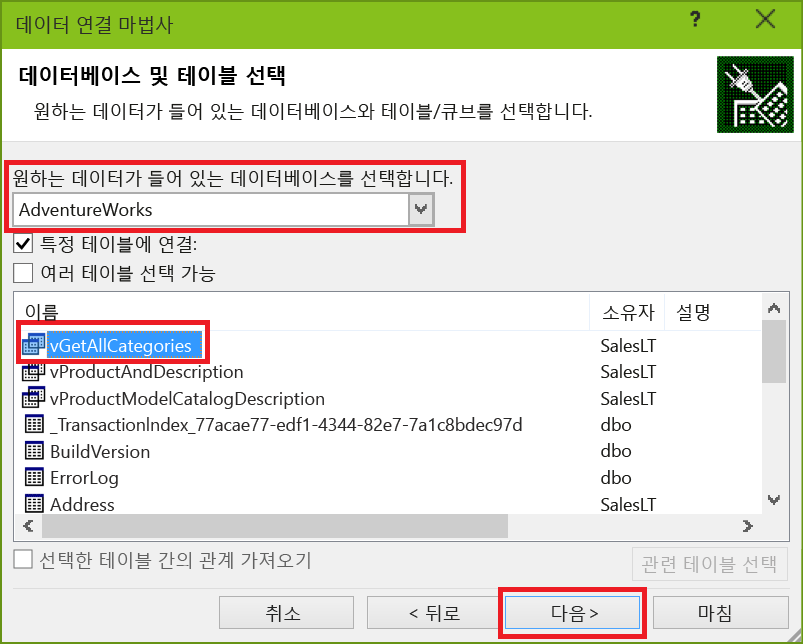 데이터 연결 마법사 ?
데이터베이스 및 테이블 선택
원하는 데이터가 들어 있는 데이터베이스와 테이블/큐브를 선택합니다.
원하는 데이터가 들어 있는 데이터베이스를 선택합니다.
AdventureWorks
특정 테이블에 연결:
여러 테이블 선택 가능
이름 소유자 설명
vGetAllCategories SalesLT
vProductAndDescription SalesLT
vProductModelCatalogDescription SalesLT
_TransactionIndex_77acae77-edf1-4344-82e7-7a1c8bdec97d dbo
BuildVersion dbo
ErrorLog dbo
Address SalesLT
선택한 테이블 간의 관계 가져오기 관련 테이블 선택
취소 < 뒤로 다음> 마침